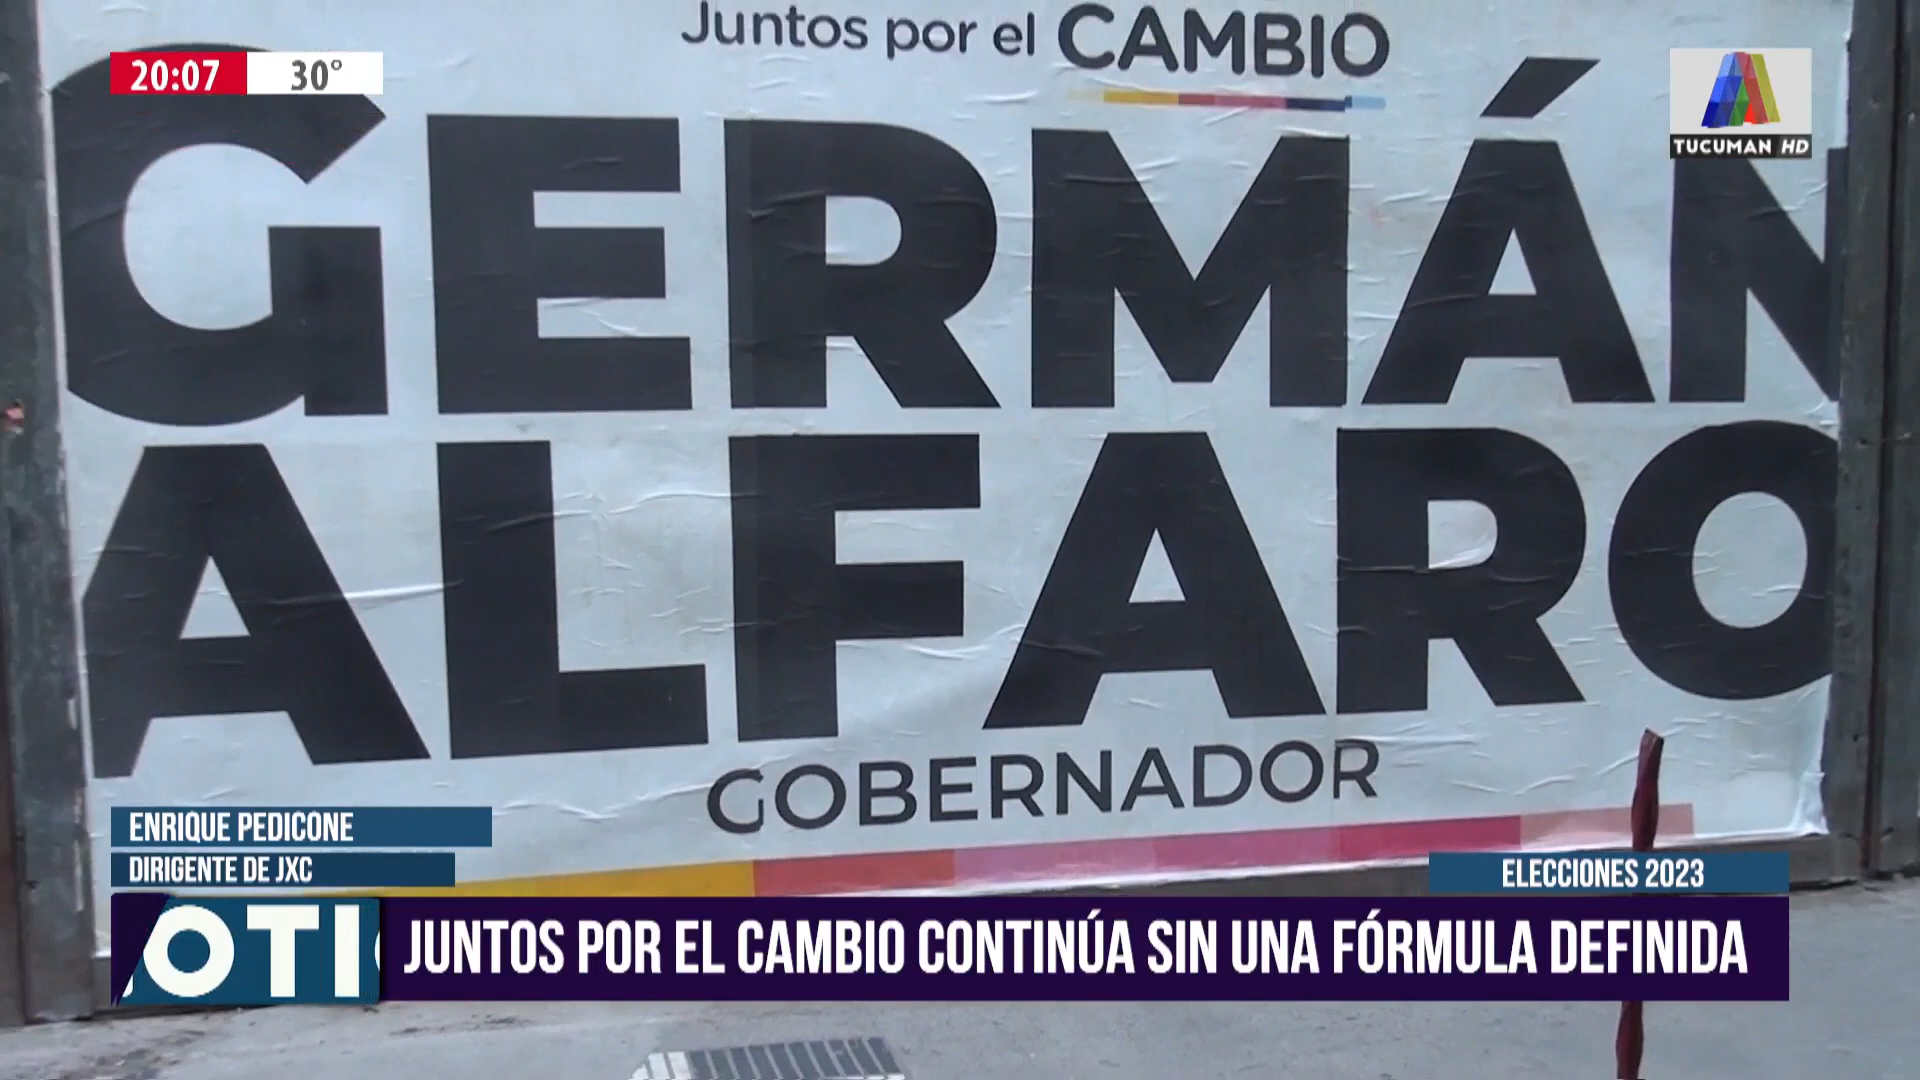 20:07 30°
Juntos por el CAMBIO
GERMÁN
ALFARO
GOBERNADOR
TUCUMAN HD
ENRIQUE PEDICONE
DIRIGENTE DE JXC
ELECCIONES 2023
OTI
JUNTOS POR EL CAMBIO CONTINÚA SIN UNA FÓRMULA DEFINIDA